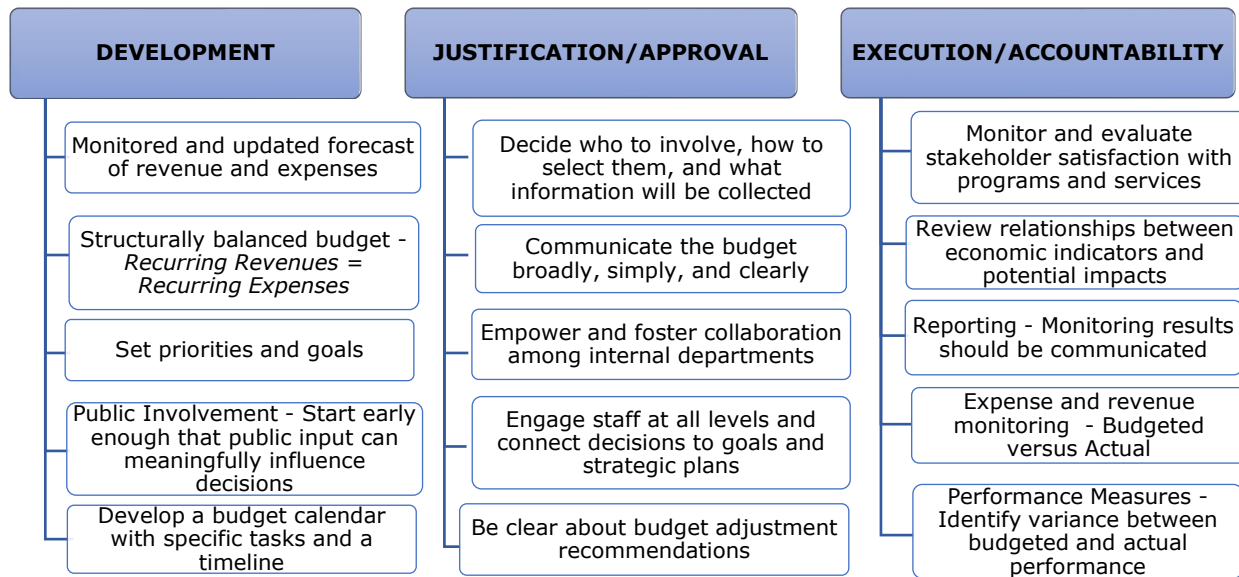 DEVELOPMENT
Monitored and updated forecast
of revenue and expenses
Structurally balanced budget -
Recurring Revenues =
Recurring Expenses
Set priorities and goals
Public Involvement - Start early
enough that public input can
meaningfully influence
decisions
Develop a budget calendar
with specific tasks and a
timeline
JUSTIFICATION/APPROVAL
Decide who to involve, how to
select them, and what
information will be collected
Communicate the budget
broadly, simply, and clearly
Empower and foster collaboration
among internal departments
Engage staff at all levels and
connect decisions to goals and
strategic plans
Be clear about budget adjustment
recommendations
EXECUTION/ACCOUNTABILITY
Monitor and evaluate
stakeholder satisfaction with
programs and services
Review relationships between
economic indicators and
potential impacts
Reporting - Monitoring results
should be communicated
Expense and revenue
monitoring - Budgeted
versus Actual
Performance Measures -
Identify variance between
budgeted and actual
performance